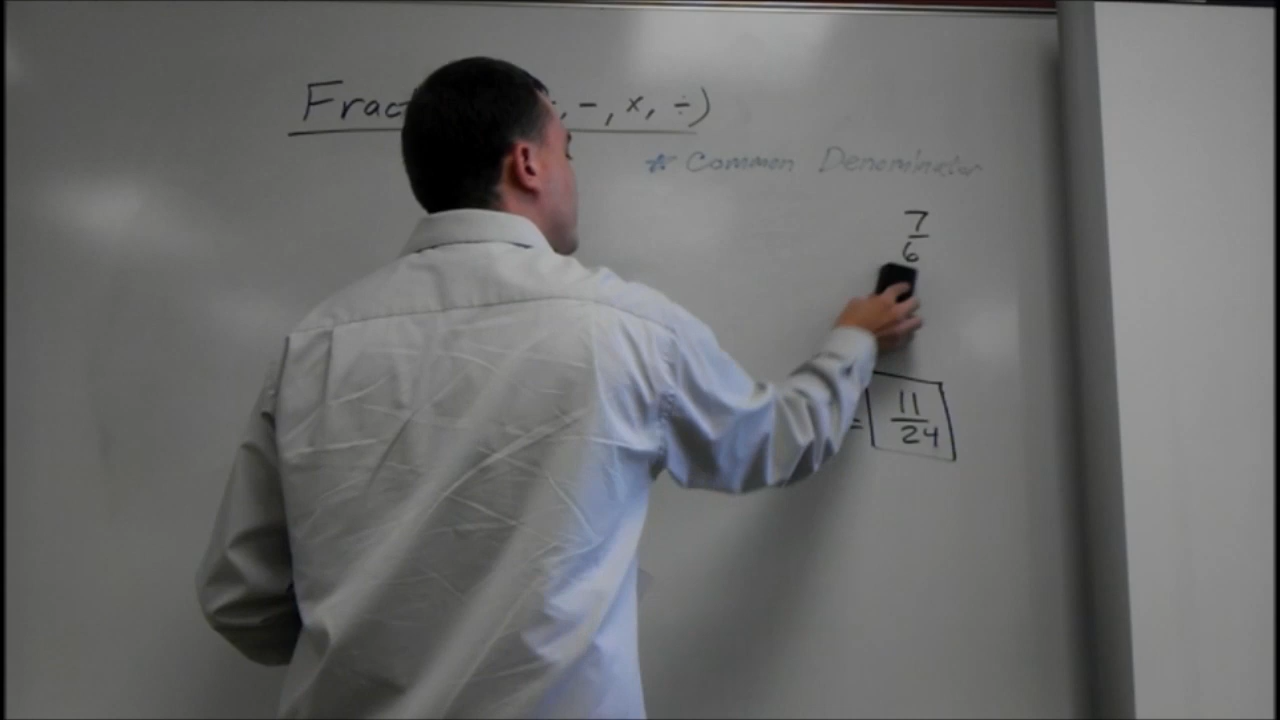 Frac , -, x, ÷)
* Common Denominator
7
6
= 11
24